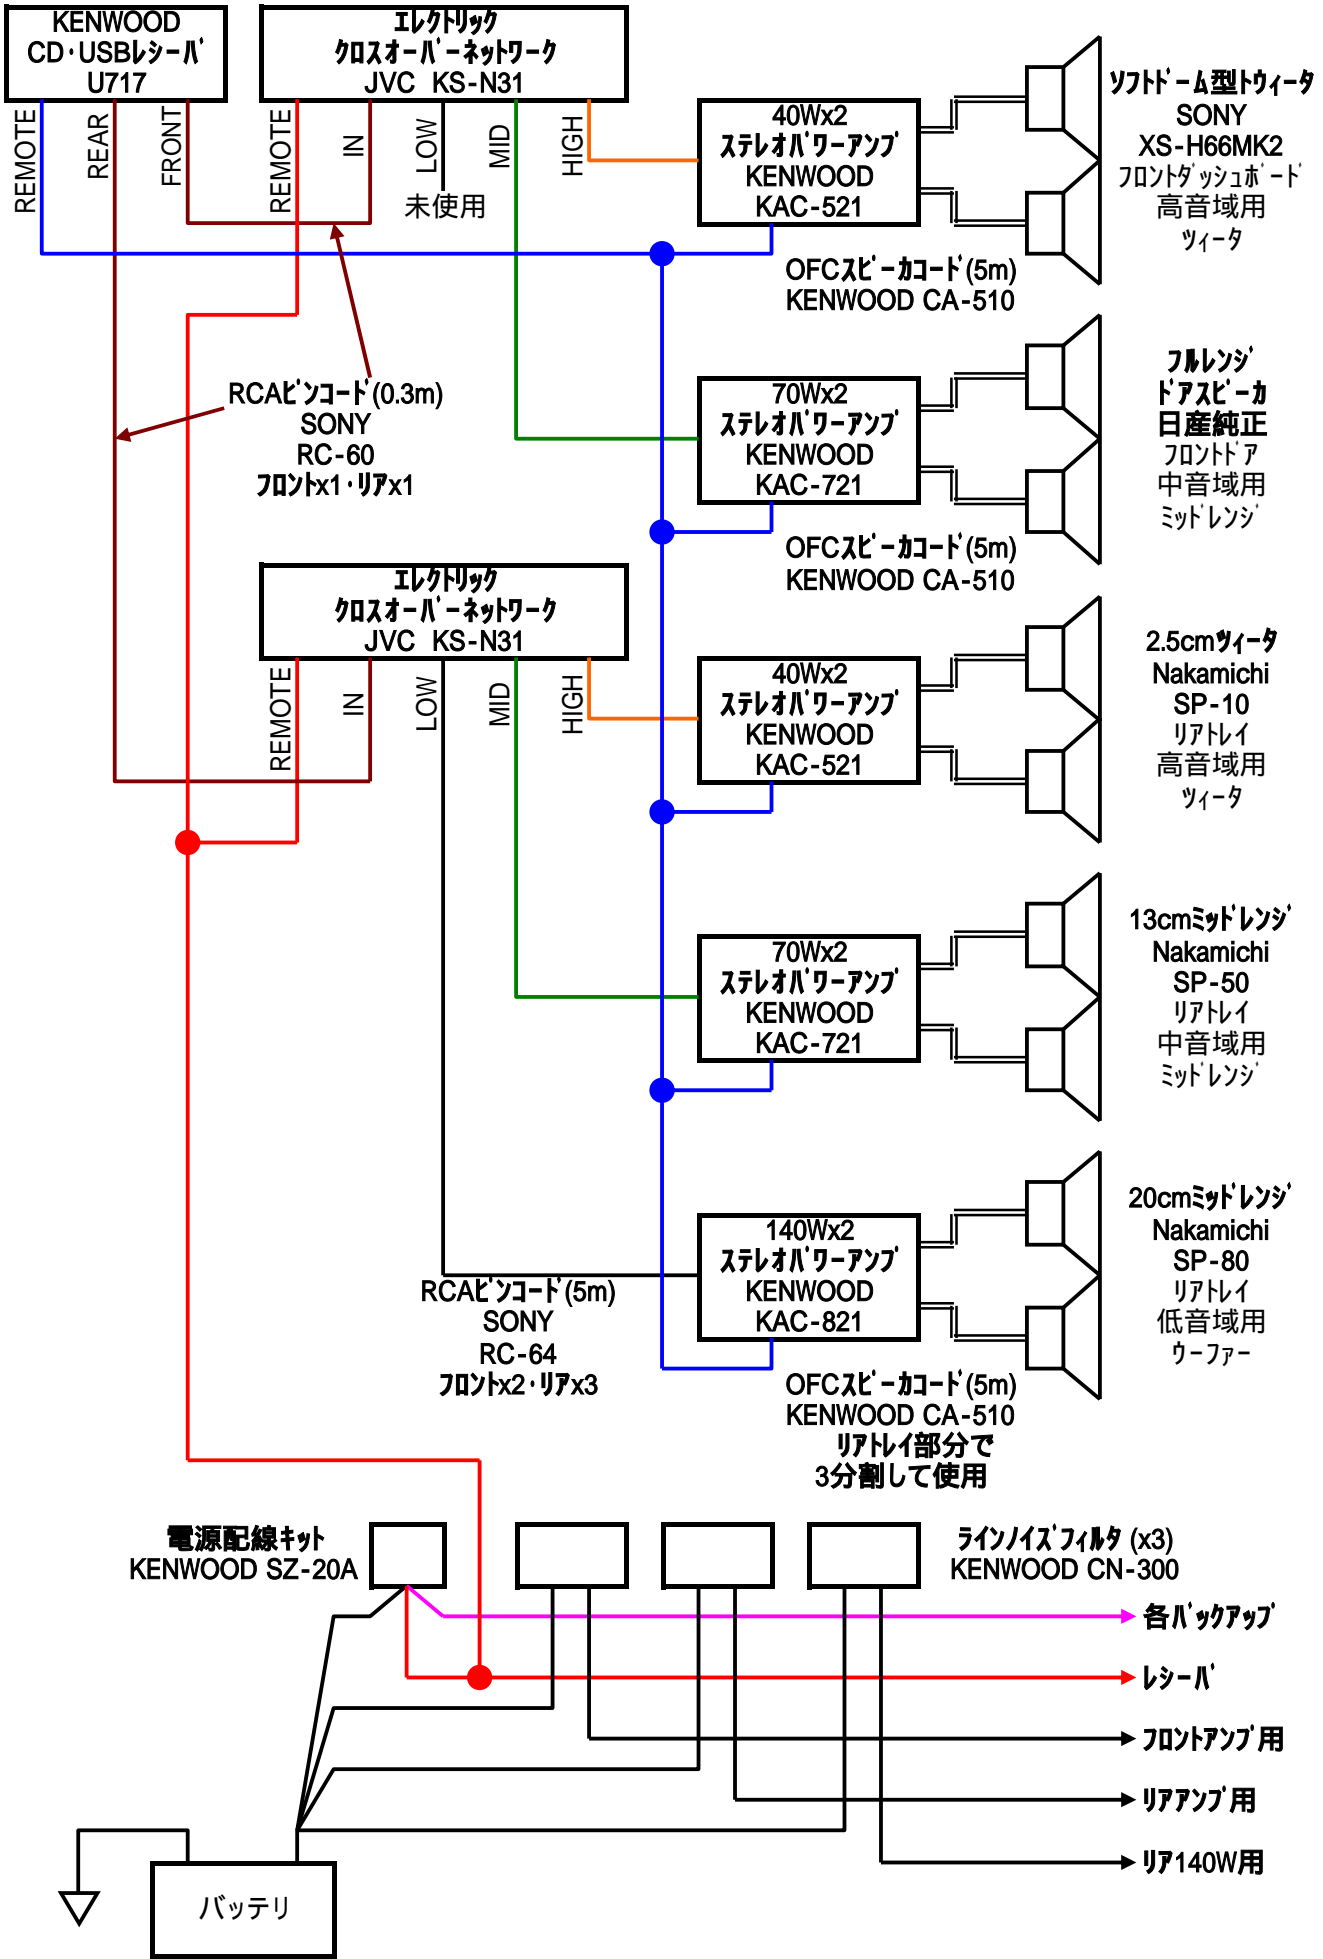 KENWOOD
CD・USBレシーバ
U717
REMOTE
REAR
FRONT
エレクトリック
クロスオーバーネットワーク
JVC KS-N31
REMOTE
IN
LOW
MID
HIGH
未使用
40Wx2
ステレオパワーアンプ
KENWOOD
KAC-521
ソフトドーム型トウィータ
SONY
XS-H66MK2
フロントダッシュボード
高音域用
ツィータ
OFCスピーカコード(5m)
KENWOOD CA-510
RCAピンコード(0.3m)
SONY
RC-60
フロントx1・リアx1
70Wx2
ステレオパワーアンプ
KENWOOD
KAC-721
フルレンジ
ドアスピーカ
日産純正
フロントドア
中音域用
ミッドレンジ
OFCスピーカコード(5m)
KENWOOD CA-510
エレクトリック
クロスオーバーネットワーク
JVC KS-N31
REMOTE
IN
LOW
MID
HIGH
40Wx2
ステレオパワーアンプ
KENWOOD
KAC-521
2.5cmツィータ
Nakamichi
SP-10
リアトレイ
高音域用
ツィータ
70Wx2
ステレオパワーアンプ
KENWOOD
KAC-721
13cmミッドレンジ
Nakamichi
SP-50
リアトレイ
中音域用
ミッドレンジ
RCAピンコード(5m)
SONY
RC-64
フロントx2・リアx3
140Wx2
ステレオパワーアンプ
KENWOOD
KAC-821
20cmミッドレンジ
Nakamichi
SP-80
リアトレイ
低音域用
ウーファー
OFCスピーカコード(5m)
KENWOOD CA-510
リアトレイ部分で
3分割して使用
電源配線キット
KENWOOD SZ-20A
ラインノイズフィルタ (x3)
KENWOOD CN-300
各バックアップ
レシーバ
フロントアンプ用
リアアンプ用
リア140W用
バッテリ